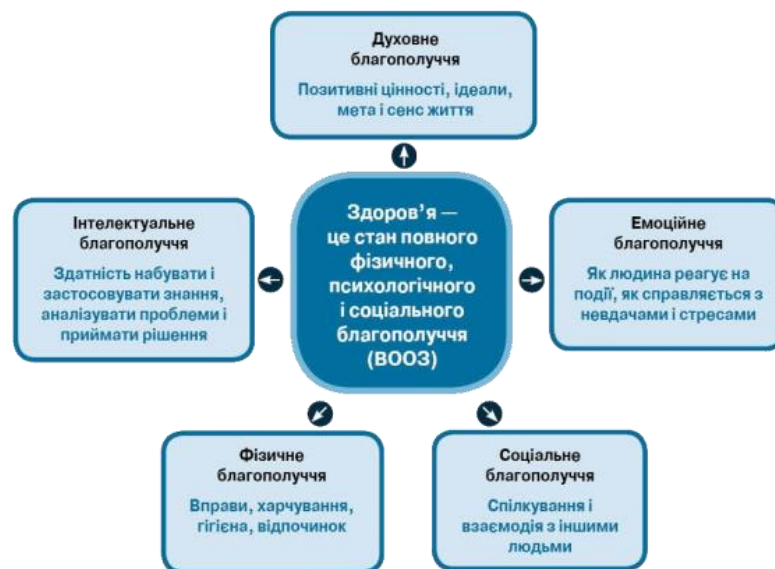 Духовне
благополуччя
Позитивні цінності, ідеали,
мета і сенс життя
Інтелектуальне
благополуччя
Здатність набувати і
застосовувати знання,
аналізувати проблеми і
приймати рішення
Здоров’я —
це стан повного
фізичного,
психологічного
і соціального
благополуччя
(ВООЗ)
Емоційне
благополуччя
Як людина реагує на
події, як справляється з
невдачами і стресами
Фізичне
благополуччя
Вправи, харчування,
гігієна, відпочинок
Соціальне
благополуччя
Спілкування і
взаємодія з іншими
людьми